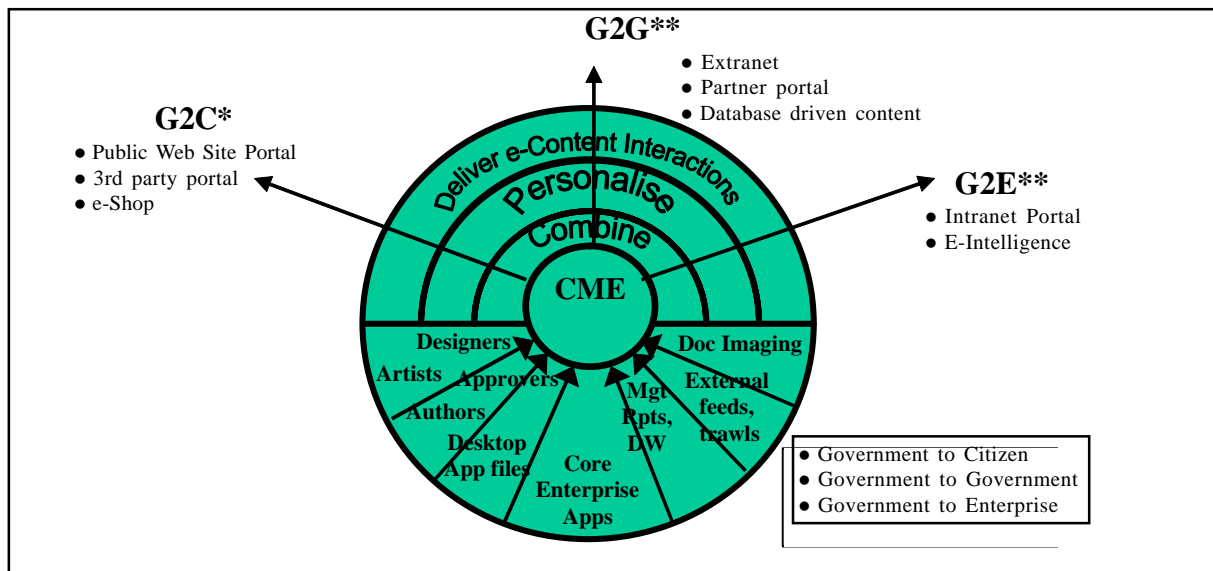 G2G**
● Extranet
● Partner portal
● Database driven content
G2C*
● Public Web Site Portal
● 3rd party portal
● e-Shop
G2E**
● Intranet Portal
● E-Intelligence
Deliver e-Content Interactions
Personalise
Combine
CME
Designers
Artists
Approvers
Authors
Desktop
App files
Core
Enterprise
Apps
Mgt
Rpts,
DW
External
feeds,
trawls
Doc Imaging
● Government to Citizen
● Government to Government
● Government to Enterprise